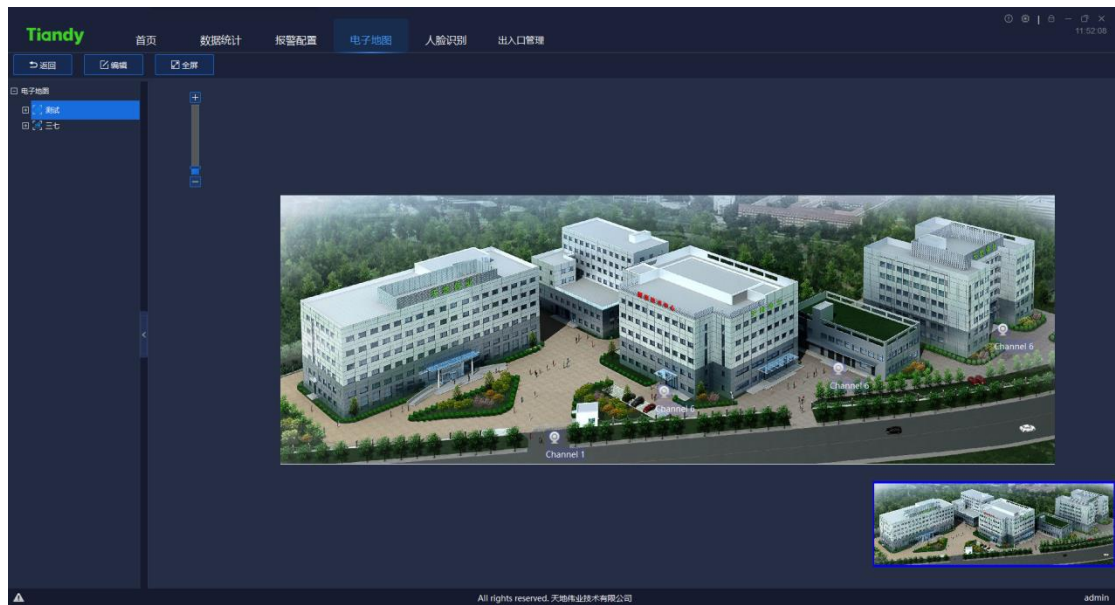 Tiandy
首页
数据统计
报警配置
电子地图
人脸识别
出入口管理
11:52:08
返回
编辑
全屏
电子地图
测试
三七
Channel 6
Channel 6
Channel 6
Channel 1
All rights reserved. 天地伟业技术有限公司
admin